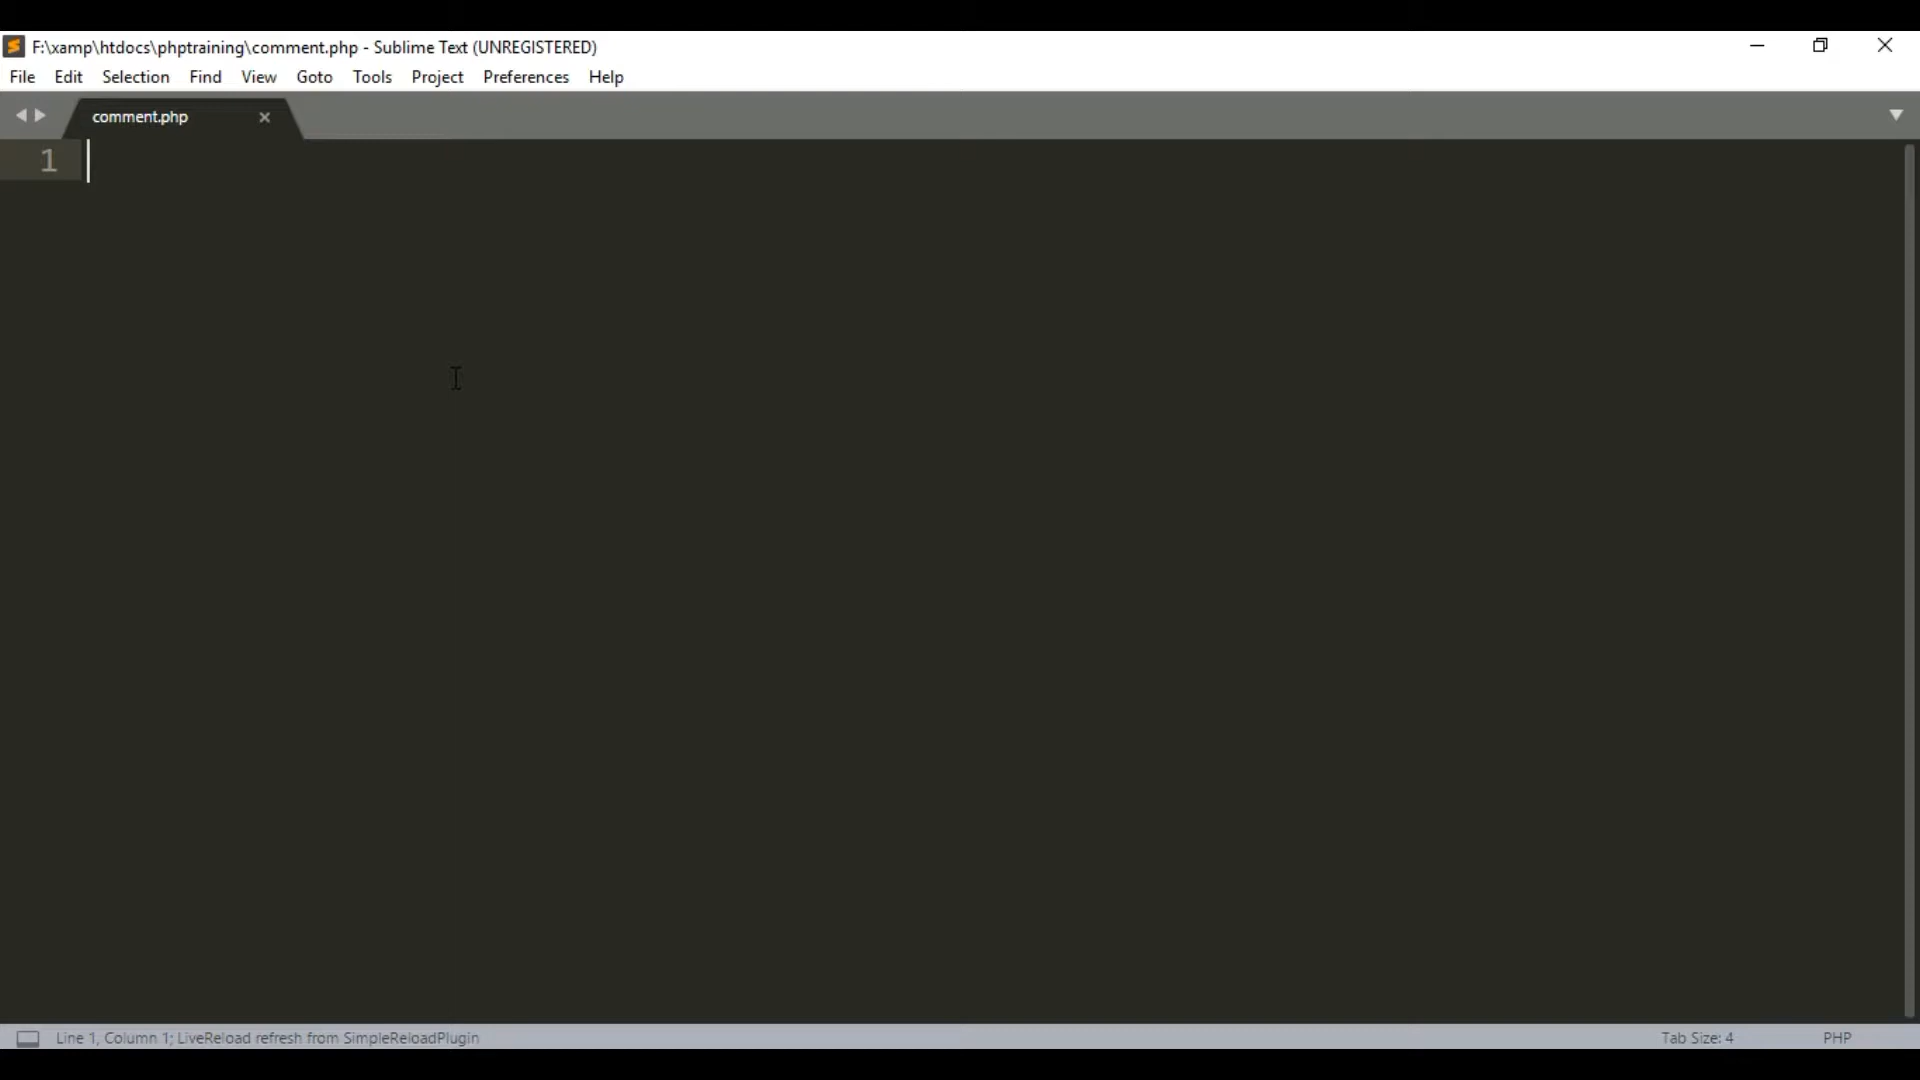 F:\xamp\htdocs\phptraining\comment.php - Sublime Text (UNREGISTERED)
File Edit Selection Find View Goto Tools Project Preferences Help
comment.php
1
Line 1, Column 1; LiveReload refresh from SimpleReloadPlugin Tab Size: 4 PHP